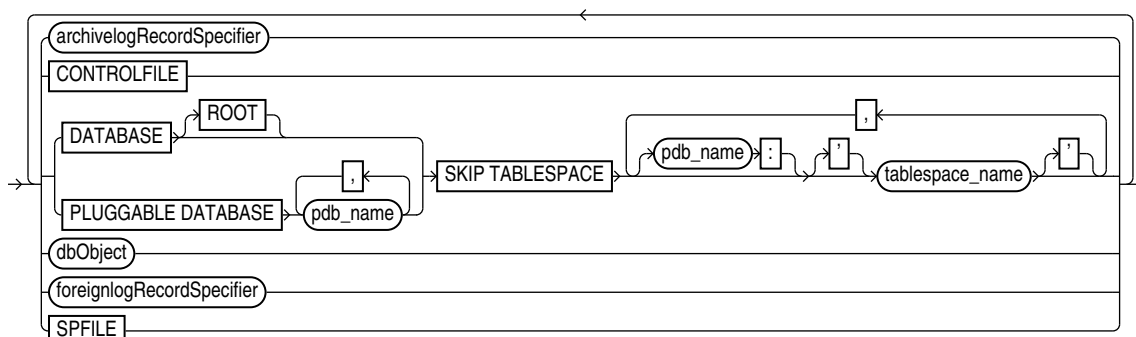 archivelogRecordSpecifier
CONTROLFILE
ROOT
DATABASE
,
pdb_name : ’ tablespace_name ’
SKIP TABLESPACE
,
PLUGGABLE DATABASE pdb_name
dbObject
foreignlogRecordSpecifier
SPFILE